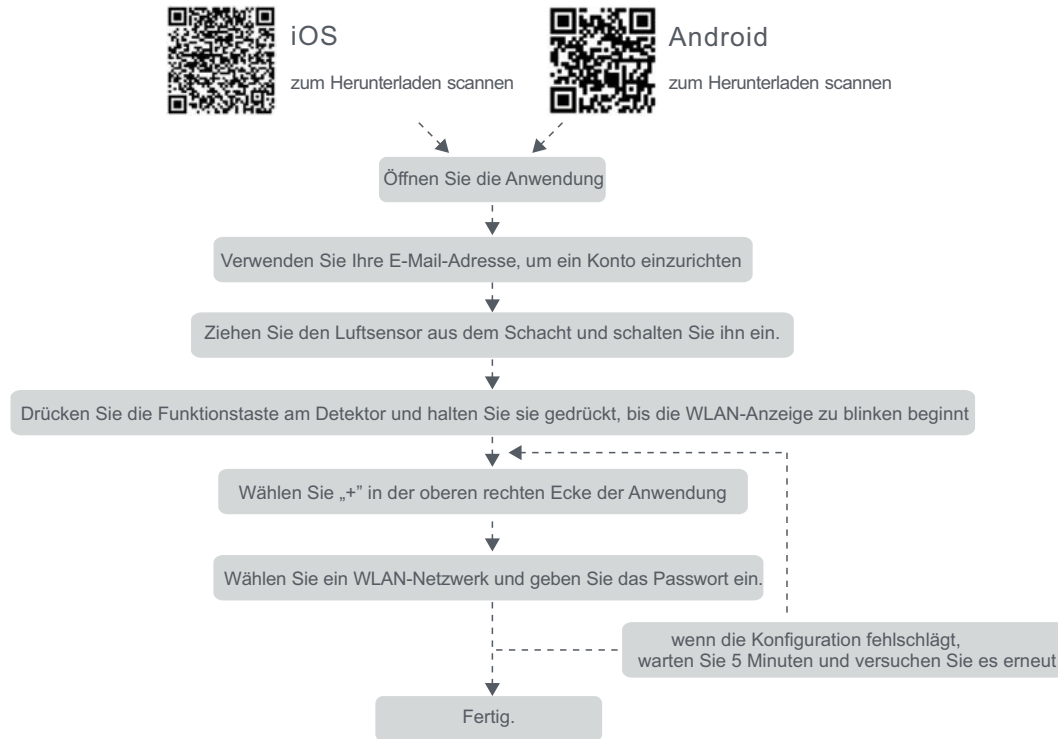 iOS
zum Herunterladen scannen
Android
zum Herunterladen scannen
Öffnen Sie die Anwendung
Verwenden Sie Ihre E-Mail-Adresse, um ein Konto einzurichten
Ziehen Sie den Luftsensor aus dem Schacht und schalten Sie ihn ein.
Drücken Sie die Funktionstaste am Detektor und halten Sie sie gedrückt, bis die WLAN-Anzeige zu blinken beginnt
Wählen Sie „+” in der oberen rechten Ecke der Anwendung
Wählen Sie ein WLAN-Netzwerk und geben Sie das Passwort ein.
wenn die Konfiguration fehlschlägt,
warten Sie 5 Minuten und versuchen Sie es erneut
Fertig.